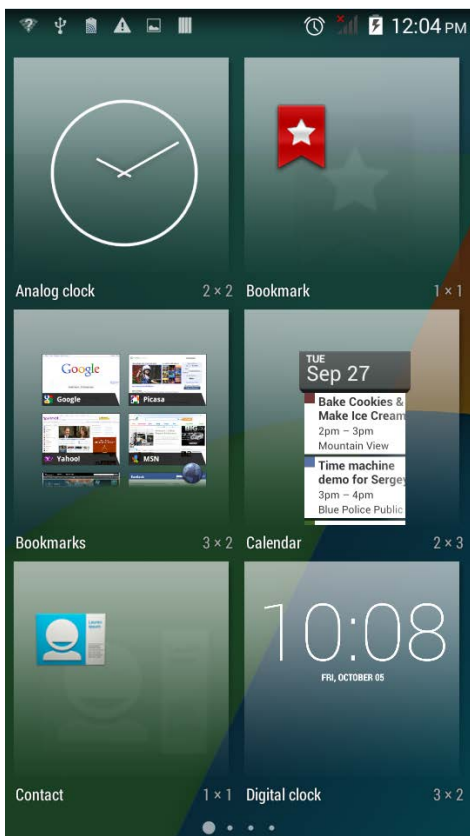 12:04 PM
Analog clock 2 × 2
Bookmark 1 × 1
Google
Google
Picasa
Yahoo!
MSN
Bookmarks 3 × 2
TUE
Sep 27
Bake Cookies &
Make Ice Cream
2pm – 3pm
Mountain View
Time machine
demo for Sergey
3pm – 4pm
Blue Police Public
Calendar 2 × 3
Contact 1 × 1
10:08
FRI, OCTOBER 05
Digital clock 3 × 2